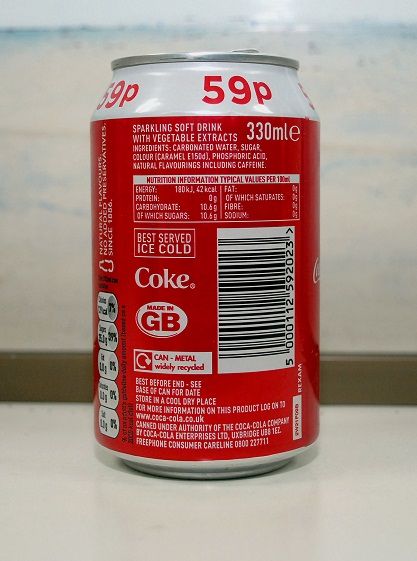 59p
59p
NATURAL FLAVOURS.
NO ADDED PRESERVATIVES.
SINCE 1886
SPARKLING SOFT DRINK
WITH VEGETABLE EXTRACTS
330ml e
INGREDIENTS: CARBONATED WATER, SUGAR,
COLOUR (CARAMEL E150d), PHOSPHORIC ACID,
NATURAL FLAVOURINGS INCLUDING CAFFEINE.
NUTRITION INFORMATION TYPICAL VALUES PER 100ml
ENERGY: 180kJ, 42kcal
PROTEIN: 0g
CARBOHYDRATE: 10.6g
OF WHICH SUGARS: 10.6g
FAT:
OF WHICH SATURATES:
FIBRE:
SODIUM:
BEST SERVED
ICE COLD
Coke®
MADE IN
GB
CAN - METAL
widely recycled
5 000112 592023 >
BEST BEFORE END - SEE
BASE OF CAN FOR DATE
STORE IN A COOL DRY PLACE
FOR MORE INFORMATION ON THIS PRODUCT LOG ON TO
www.coca-cola.co.uk
CANNED UNDER AUTHORITY OF THE COCA-COLA COMPANY
BY COCA-COLA ENTERPRISES LTD, UXBRIDGE UB8 1EZ.
FREEPHONE CONSUMER CARELINE 0800 227711
REXAM